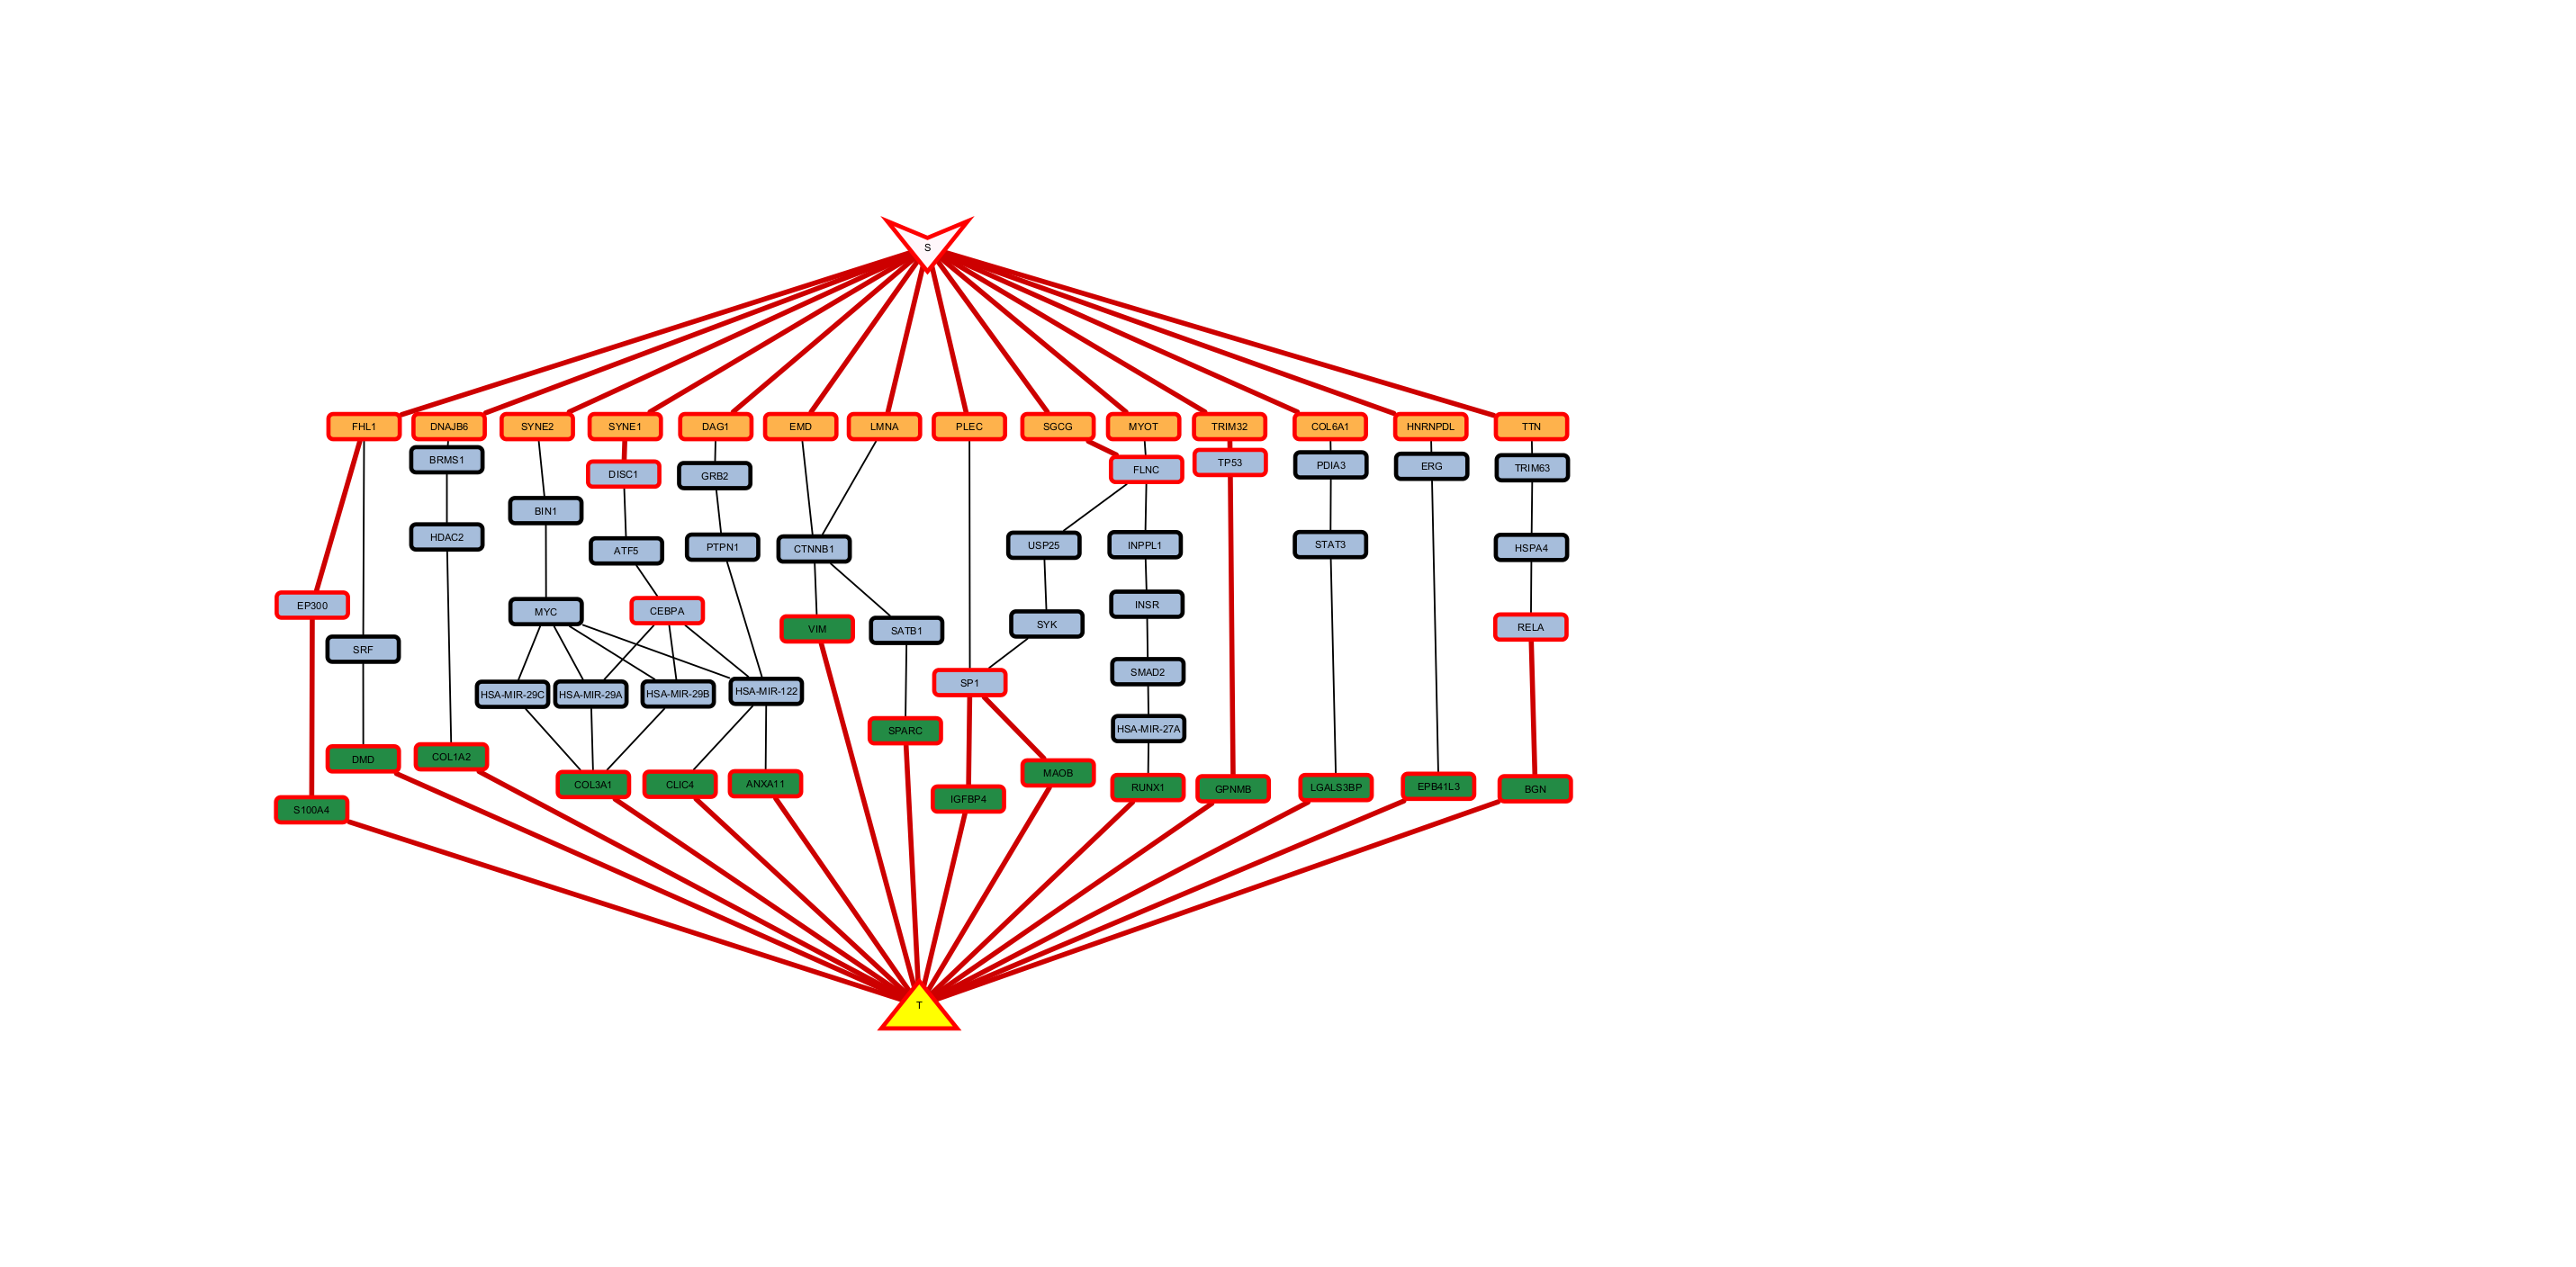 S
FHL1
DNAJB6
SYNE2
SYNE1
DAG1
EMD
LMNA
PLEC
SGCG
MYOT
TRIM32
COL6A1
HNRNPDL
TTN
BRMS1
DISC1
GRB2
FLNC
TP53
PDIA3
ERG
TRIM63
BIN1
HDAC2
ATF5
PTPN1
CTNNB1
USP25
INPPL1
STAT3
HSPA4
EP300
MYC
CEBPA
INSR
SRF
VIM
SATB1
SYK
RELA
HSA-MIR-29C
HSA-MIR-29A
HSA-MIR-29B
HSA-MIR-122
SP1
SMAD2
SPARC
HSA-MIR-27A
DMD
COL1A2
COL3A1
CLIC4
ANXA11
IGFBP4
MAOB
RUNX1
GPNMB
LGALS3BP
EPB41L3
BGN
S100A4
T